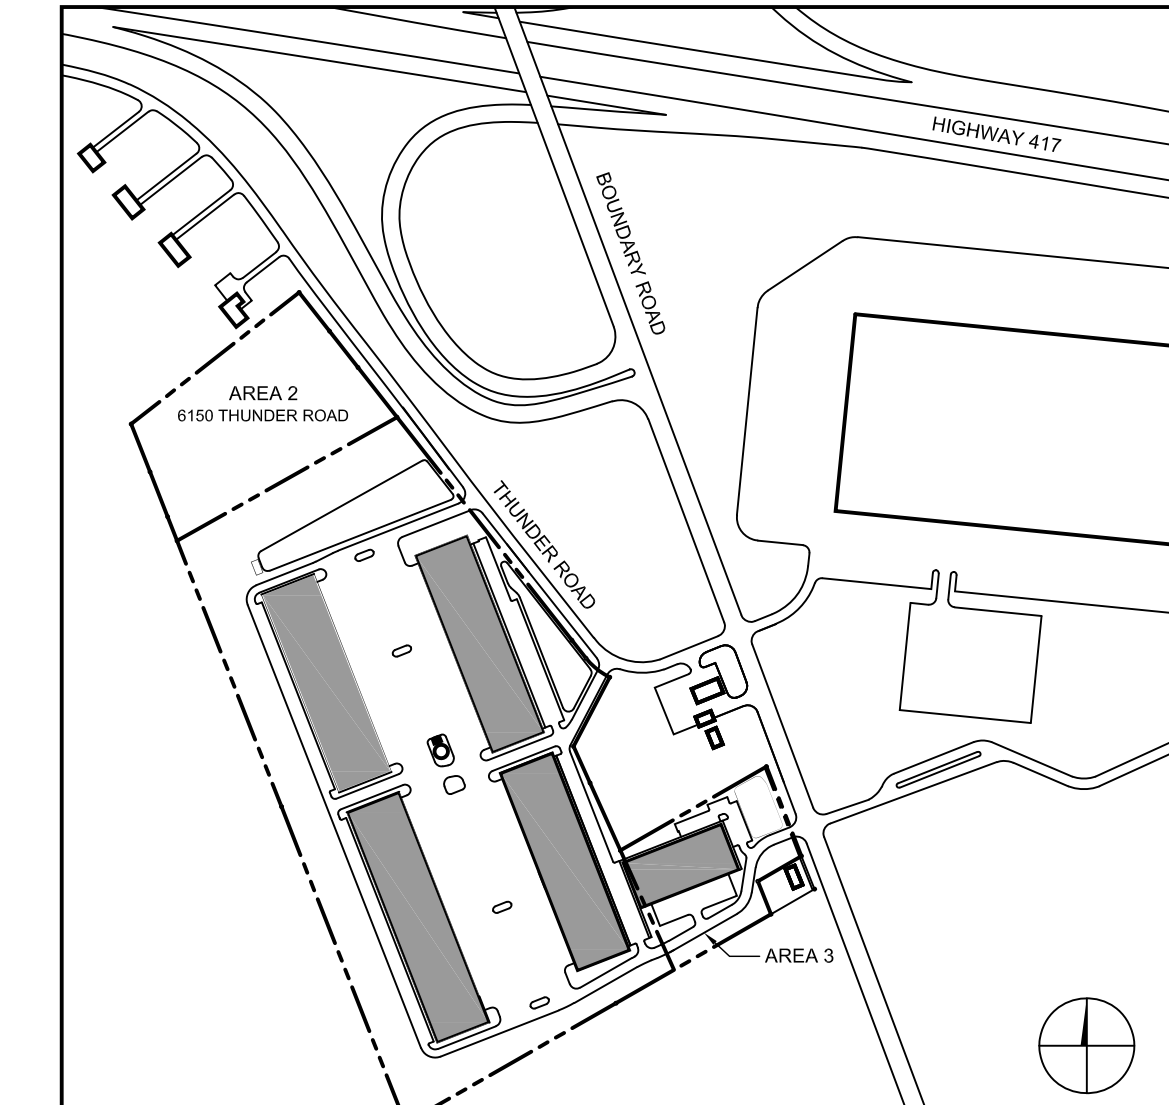 HIGHWAY 417
BOUNDARY ROAD
AREA 2
6150 THUNDER ROAD
THUNDER ROAD
AREA 3